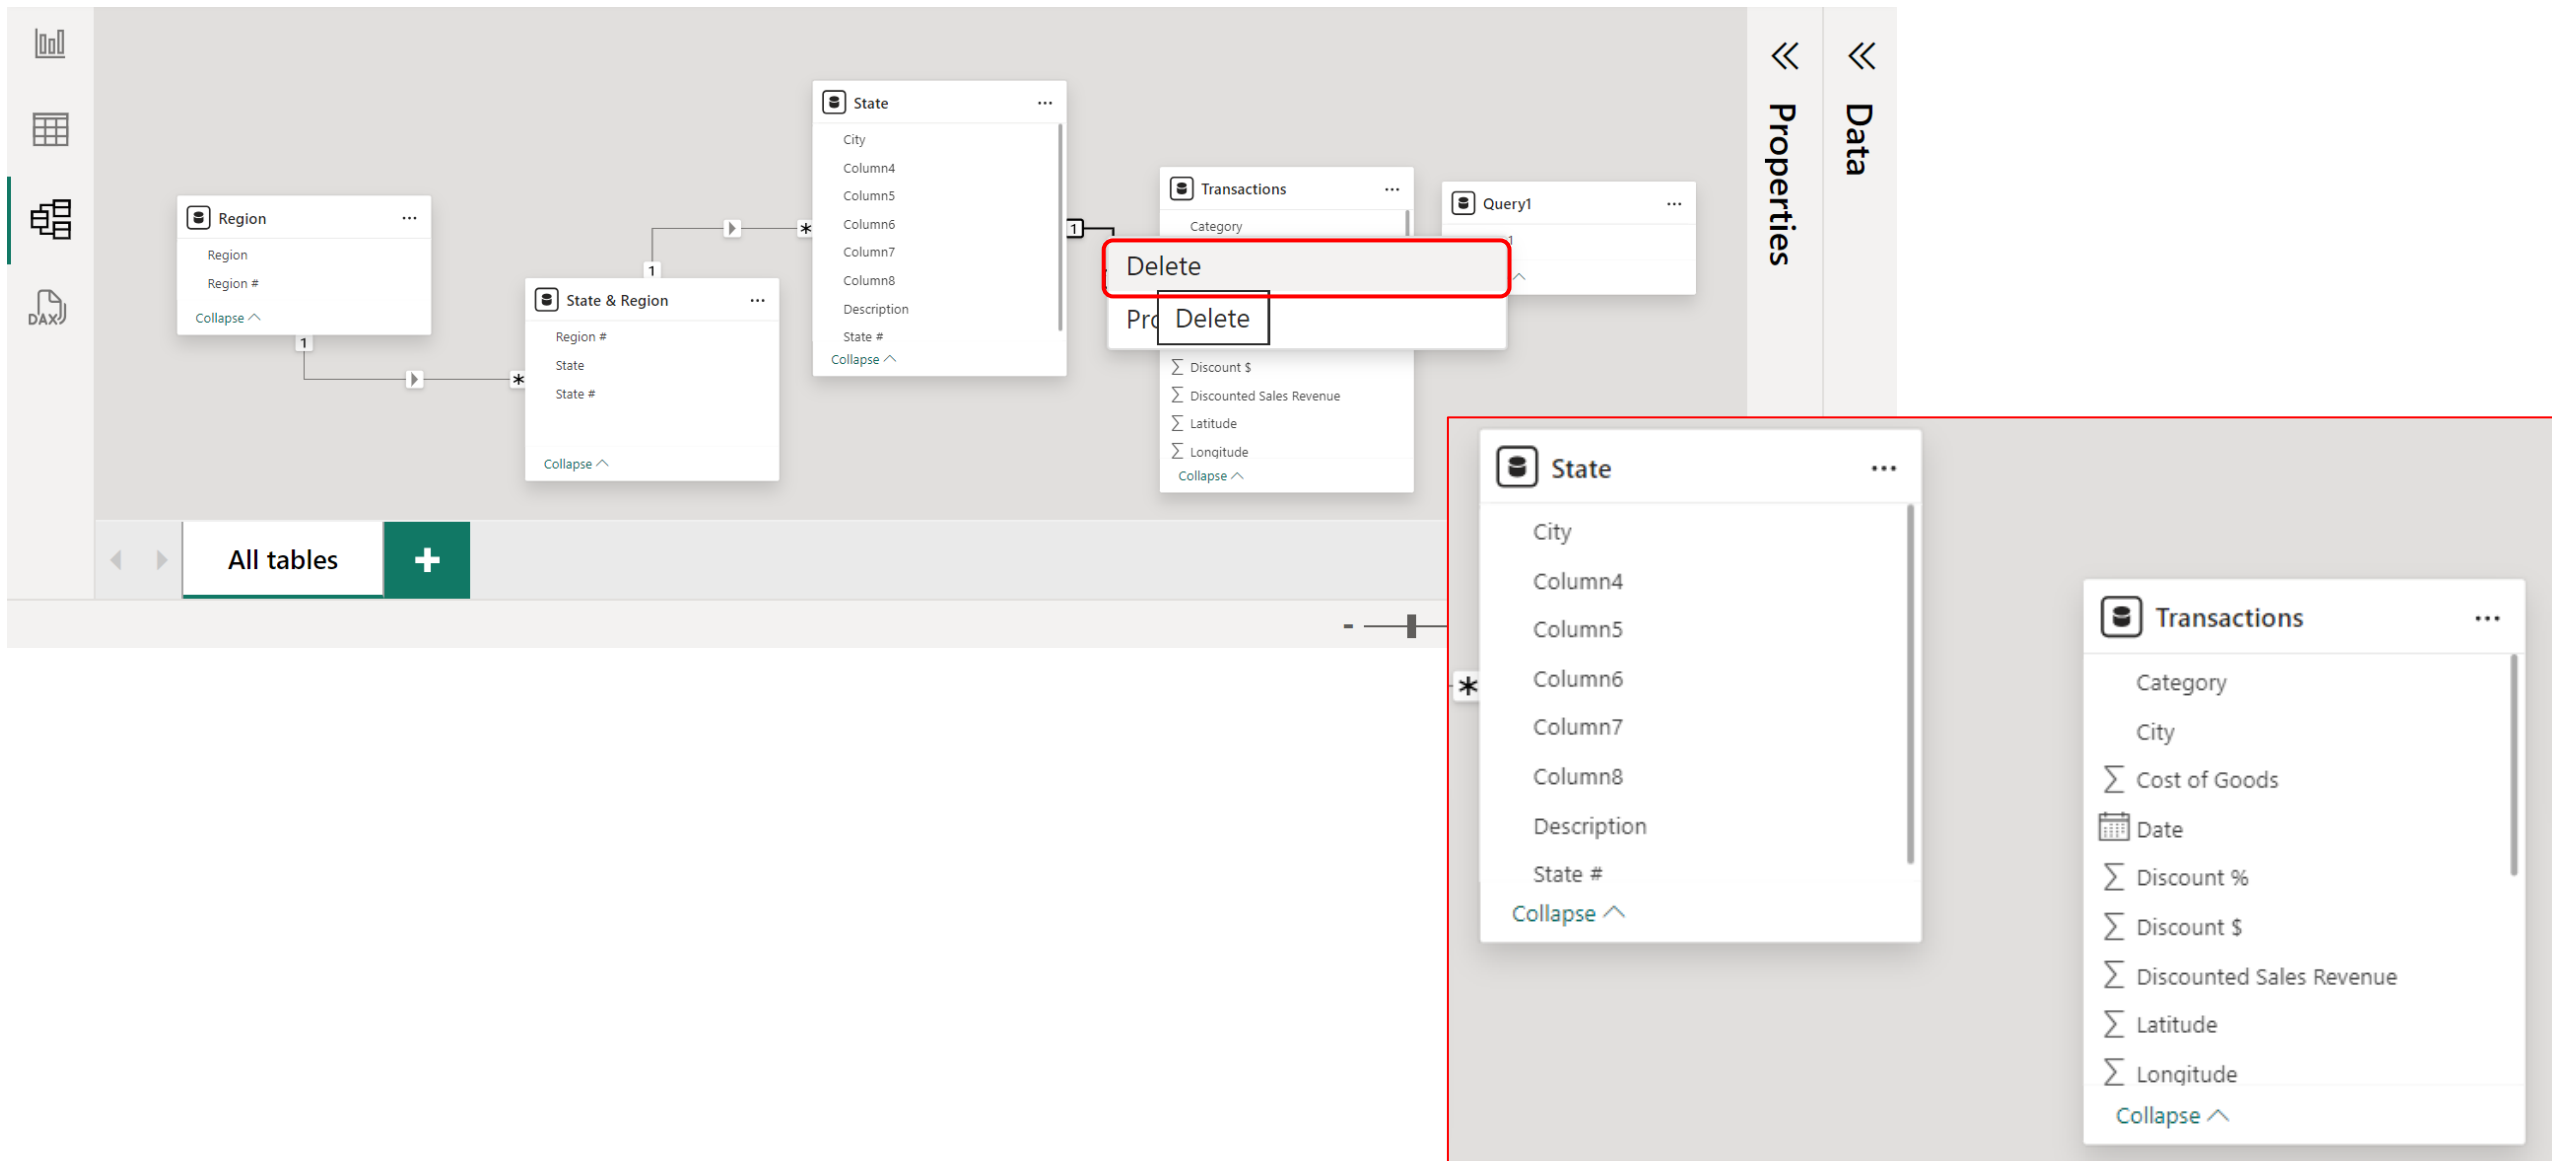 DAX
Region
Region
Region #
Collapse
1
*
State & Region
Region #
State
State #
Collapse
1
*
State
City
Column4
Column5
Column6
Column7
Column8
Description
State #
Collapse
1
Transactions
Category
Delete
Delete
Discount $
Discounted Sales Revenue
Latitude
Longitude
Collapse
Query1
Properties
Data
All tables
+
-
*
State
City
Column4
Column5
Column6
Column7
Column8
Description
State #
Collapse
Transactions
Category
City
Cost of Goods
Date
Discount %
Discount $
Discounted Sales Revenue
Latitude
Longitude
Collapse